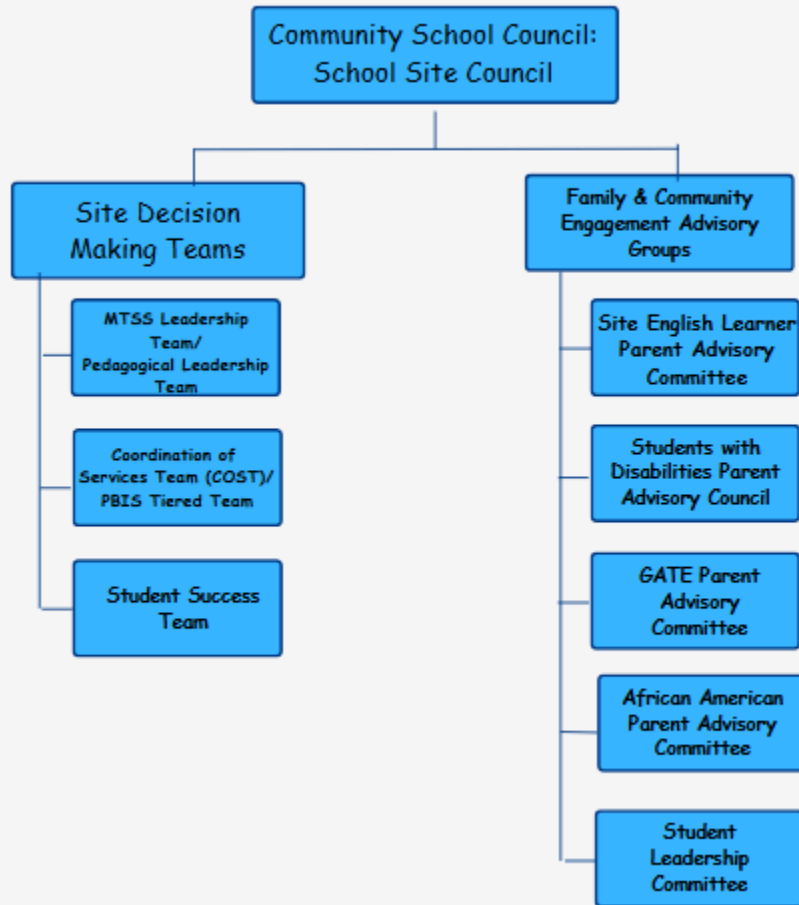 Community School Council:
School Site Council
Site Decision
Making Teams
MTSS Leadership
Team/
Pedagogical Leadership
Team
Coordination of
Services Team (COST)/
PBIS Tiered Team
Student Success
Team
Family & Community
Engagement Advisory
Groups
Site English Learner
Parent Advisory
Committee
Students with
Disabilities Parent
Advisory Council
GATE Parent
Advisory
Committee
African American
Parent Advisory
Committee
Student
Leadership
Committee